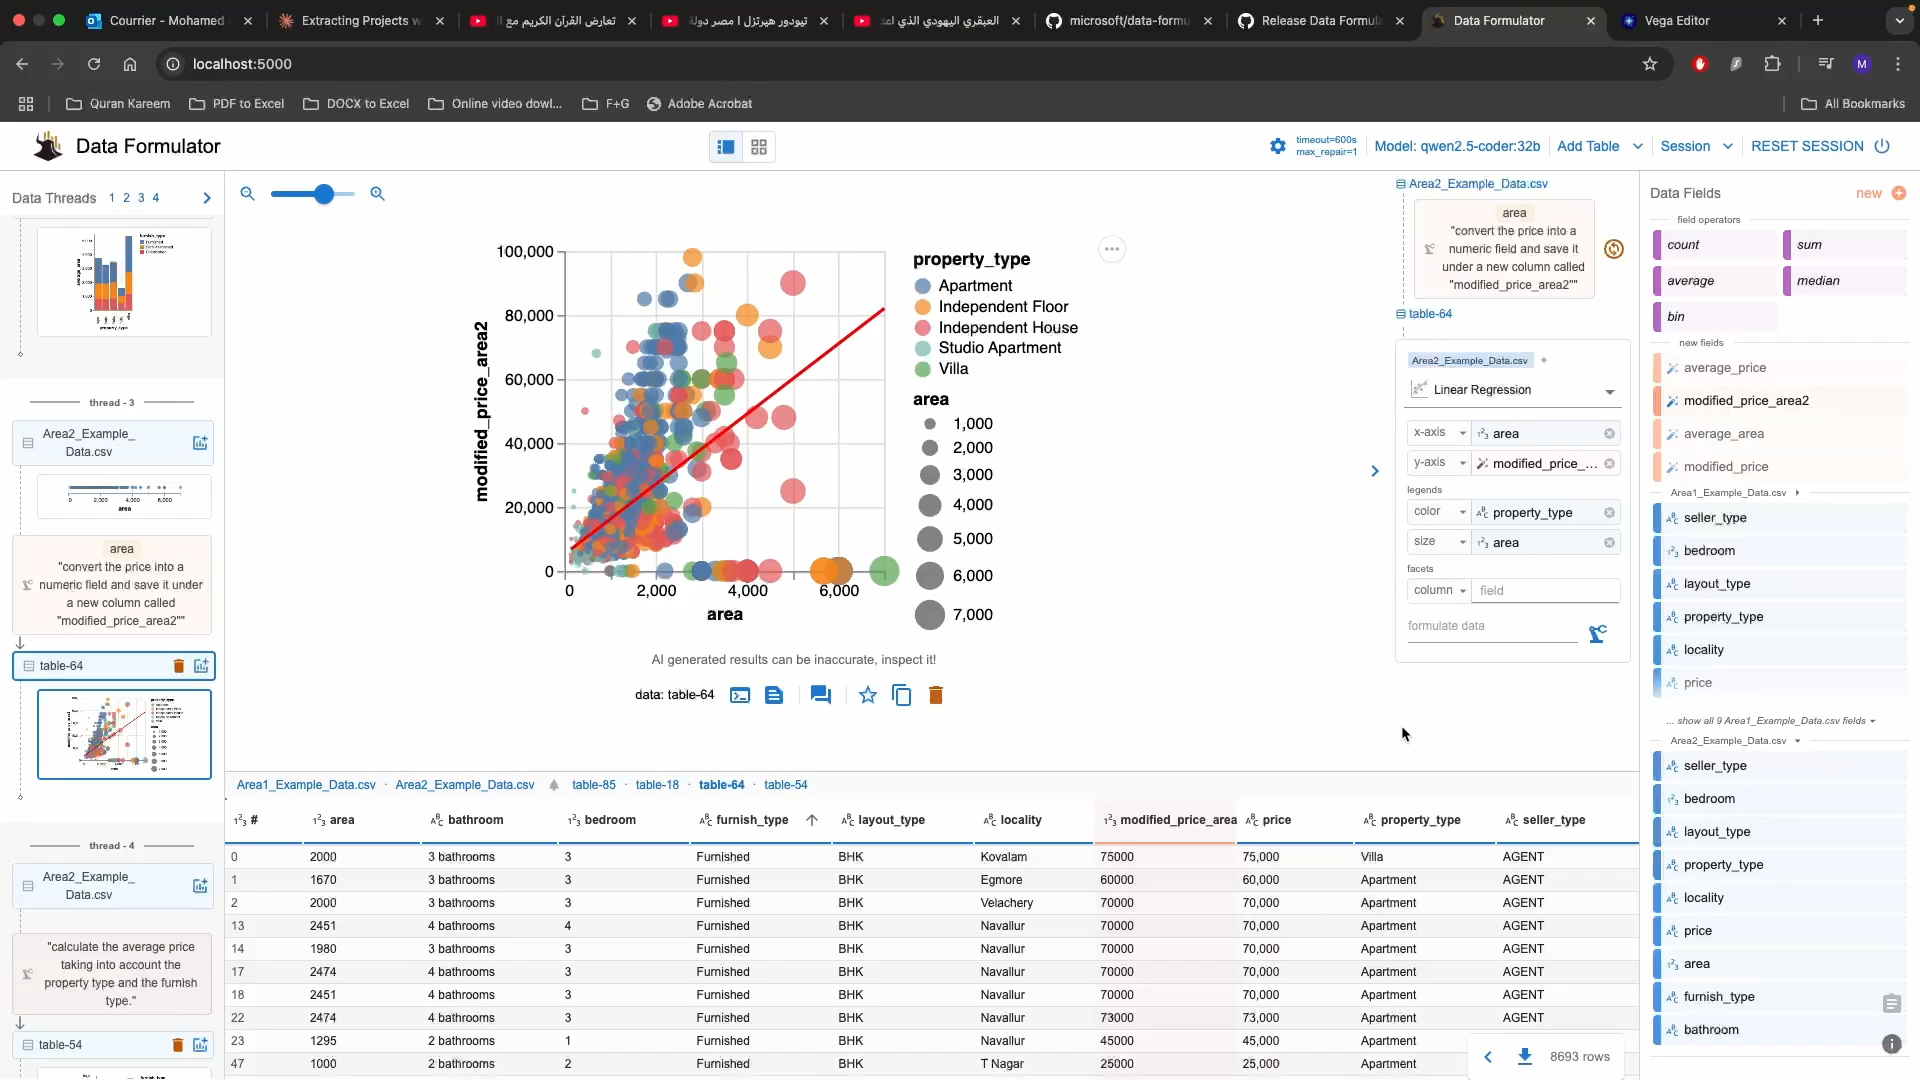 Courrier - Mohamed
Extracting Projects w
تعارض القرآن الكريم مع ال
تيودور هيرتزل | مصر دولة
العبقري اليهودي الذي اعتـ
microsoft/data-formu
Release Data Formula
Data Formulator
Vega Editor
localhost:5000
M
Quran Kareem
PDF to Excel
DOCX to Excel
Online video dowl...
F+G
Adobe Acrobat
All Bookmarks
Data Formulator
timeout=600s
max_repair=1
Model: qwen2.5-coder:32b
Add Table
Session
RESET SESSION
Data Threads 1 2 3 4
thread - 3
Area2_Example_
Data.csv
0 2,000 4,000 6,000
area
area
"convert the price into a
numeric field and save it under
a new column called
"modified_price_area2""
table-64
thread - 4
Area2_Example_
Data.csv
"calculate the average price
taking into account the
property type and the furnish
type."
table-54
100,000
80,000
60,000
40,000
20,000
0
modified_price_area2
0 2,000 4,000 6,000
area
property_type
Apartment
Independent Floor
Independent House
Studio Apartment
Villa
area
1,000
2,000
3,000
4,000
5,000
6,000
7,000
AI generated results can be inaccurate, inspect it!
data: table-64
Area2_Example_Data.csv
area
"convert the price into a
numeric field and save it
under a new column called
"modified_price_area2""
table-64
Area2_Example_Data.csv +
Linear Regression
x-axis area
y-axis modified_price_...
legends
color property_type
size area
facets
column field
formulate data
Data Fields
new
field operators
count sum
average median
bin
new fields
average_price
modified_price_area2
average_area
modified_price
Area1_Example_Data.csv
seller_type
bedroom
layout_type
property_type
locality
price
... show all 9 Area1_Example_Data.csv fields
Area2_Example_Data.csv
seller_type
bedroom
layout_type
property_type
locality
price
area
furnish_type
bathroom
Area1_Example_Data.csv · Area2_Example_Data.csv table-85 · table-18 · table-64 · table-54
# area bathroom bedroom furnish_type layout_type locality modified_price_area price property_type seller_type
0 2000 3 bathrooms 3 Furnished BHK Kovalam 75000 75,000 Villa AGENT
1 1670 3 bathrooms 3 Furnished BHK Egmore 60000 60,000 Apartment AGENT
2 2000 3 bathrooms 3 Furnished BHK Velachery 70000 70,000 Apartment AGENT
13 2451 4 bathrooms 4 Furnished BHK Navallur 70000 70,000 Apartment AGENT
14 1980 3 bathrooms 3 Furnished BHK Navallur 70000 70,000 Apartment AGENT
17 2474 4 bathrooms 3 Furnished BHK Navallur 70000 70,000 Apartment AGENT
18 2451 4 bathrooms 3 Furnished BHK Navallur 70000 70,000 Apartment AGENT
22 2474 4 bathrooms 3 Furnished BHK Navallur 73000 73,000 Apartment AGENT
23 1295 2 bathrooms 1 Furnished BHK Navallur 45000 45,000 Apartment
47 1000 2 bathrooms 2 Furnished BHK T Nagar 25000 25,000 Apartment
8693 rows